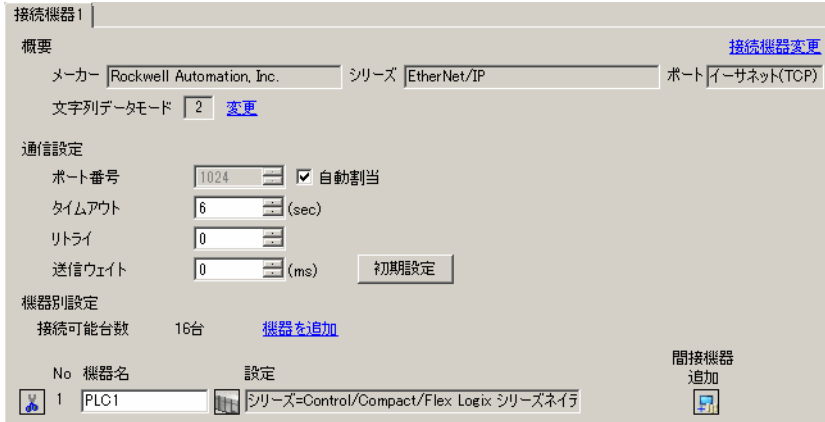 接続機器1
概要 接続機器変更
メーカー Rockwell Automation, Inc. シリーズ EtherNet/IP ポート イーサネット(TCP)
文字列データモード 2 変更
通信設定
ポート番号 1024 自動割当
タイムアウト 6 (sec)
リトライ 0
送信ウェイト 0 (ms) 初期設定
機器別設定
接続可能台数 16台 機器を追加
間接機器
No 機器名 設定 追加
1 PLC1 シリーズ=Control/Compact/Flex Logix シリーズネイテ